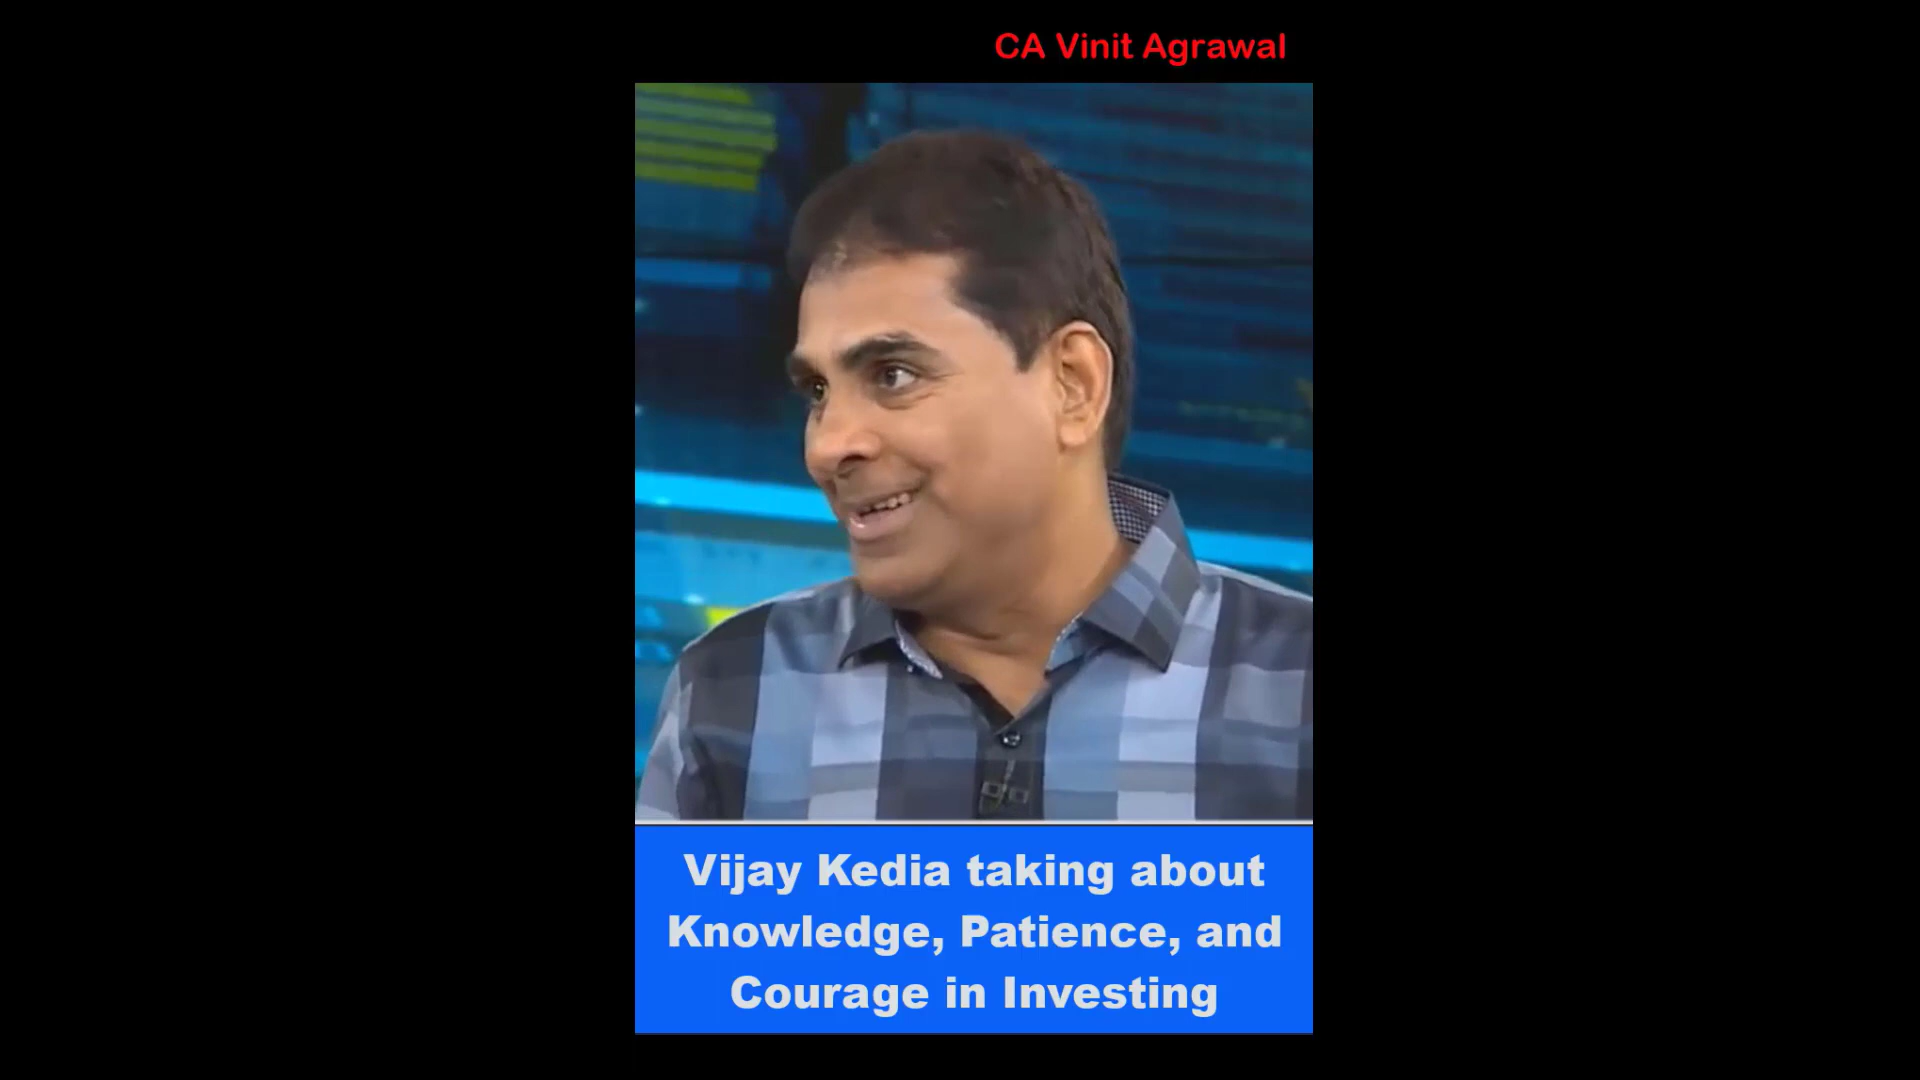 CA Vinit Agrawal
Vijay Kedia taking about
Knowledge, Patience, and
Courage in Investing